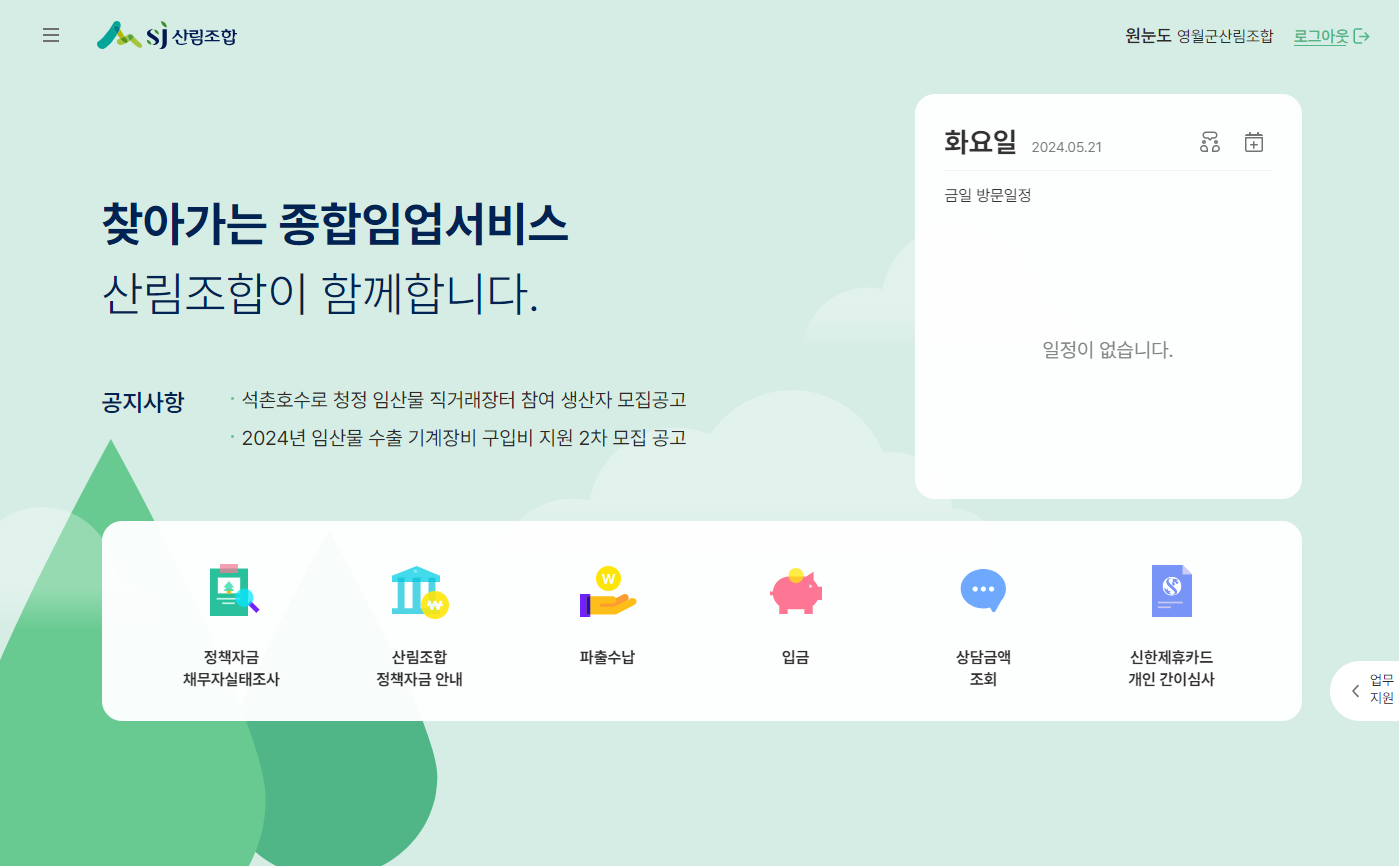 sj 산림조합
원눈도 영월군산림조합 로그아웃
화요일 2024.05.21
금일 방문일정
일정이 없습니다.
찾아가는 종합임업서비스
산림조합이 함께합니다.
공지사항
· 석촌호수로 청정 임산물 직거래장터 참여 생산자 모집공고
· 2024년 임산물 수출 기계장비 구입비 지원 2차 모집 공고
W
₩
정책자금
채무자실태조사
산림조합
정책자금 안내
파출수납
입금
상담금액
조회
신한제휴카드
개인 간이심사
업무
지원